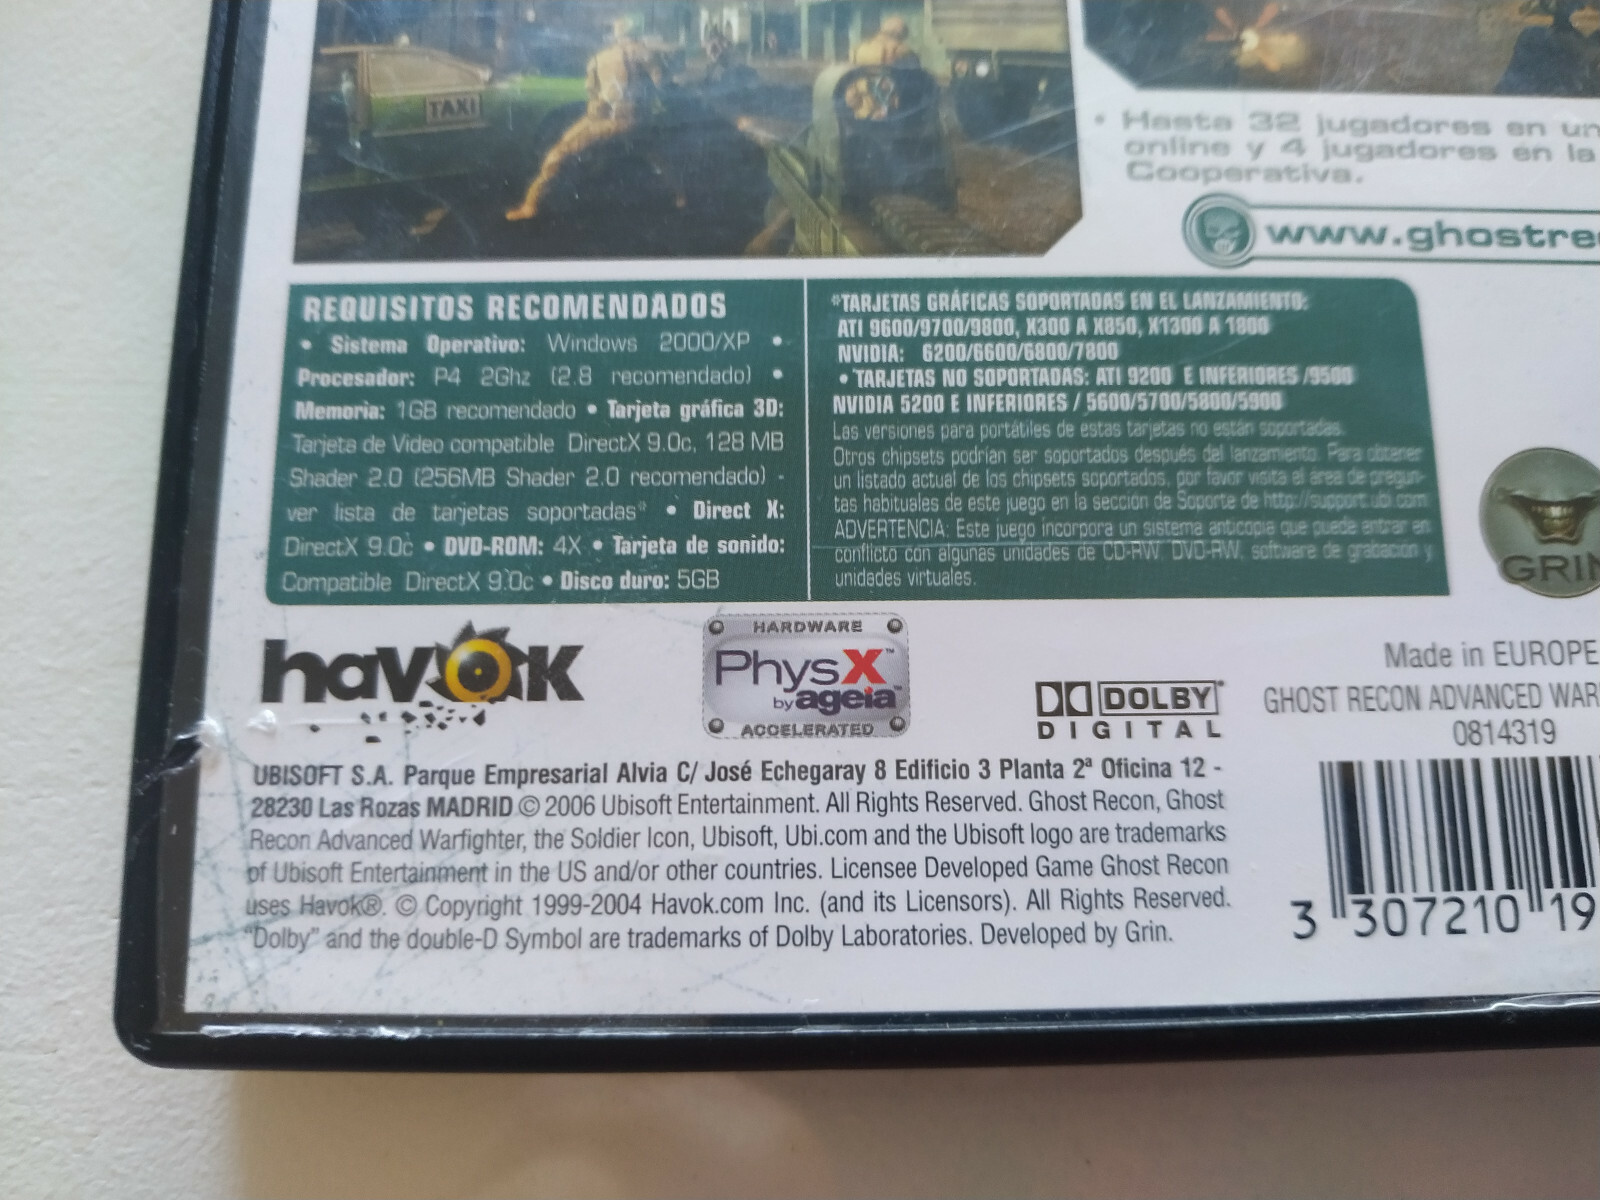 TAXI
• Hasta 32 jugadores en un
online y 4 jugadores en la
Cooperativa.
www.ghostre
REQUISITOS RECOMENDADOS
• Sistema Operativo: Windows 2000/XP •
Procesador: P4 2Ghz (2.8 recomendado) •
Memoria: 1GB recomendado • Tarjeta gráfica 3D:
Tarjeta de Video compatible DirectX 9.0c, 128 MB
Shader 2.0 (256MB Shader 2.0 recomendado) -
ver lista de tarjetas soportadas* • Direct X:
DirectX 9.0c • DVD-ROM: 4X • Tarjeta de sonido:
Compatible DirectX 9.0c • Disco duro: 5GB
*TARJETAS GRÁFICAS SOPORTADAS EN EL LANZAMIENTO:
ATI 9600/9700/9800, X300 A X850, X1300 A 1800
NVIDIA: 6200/6600/6800/7800
• TARJETAS NO SOPORTADAS: ATI 9200 E INFERIORES /9500
NVIDIA 5200 E INFERIORES / 5600/5700/5800/5900
Las versiones para portátiles de estas tarjetas no están soportadas.
Otros chipsets podrían ser soportados después del lanzamiento. Para obtener
un listado actual de los chipsets soportados, por favor visita el área de pregun-
tas habituales de este juego en la sección de Soporte de http://support.ubi.com
ADVERTENCIA: Este juego incorpora un sistema anticopia que puede entrar en
conflicto con algunas unidades de CD-RW, DVD-RW, software de grabación y
unidades virtuales.
GRIN
havok
HARDWARE
PhysX™
by ageia™
ACCELERATED
DOLBY®
DIGITAL
Made in EUROPE
GHOST RECON ADVANCED WAR
0814319
3 307210 19
UBISOFT S.A. Parque Empresarial Alvia C/ José Echegaray 8 Edificio 3 Planta 2ª Oficina 12 -
28230 Las Rozas MADRID © 2006 Ubisoft Entertainment. All Rights Reserved. Ghost Recon, Ghost
Recon Advanced Warfighter, the Soldier Icon, Ubisoft, Ubi.com and the Ubisoft logo are trademarks
of Ubisoft Entertainment in the US and/or other countries. Licensee Developed Game Ghost Recon
uses Havok®. © Copyright 1999-2004 Havok.com Inc. (and its Licensors). All Rights Reserved.
"Dolby" and the double-D Symbol are trademarks of Dolby Laboratories. Developed by Grin.